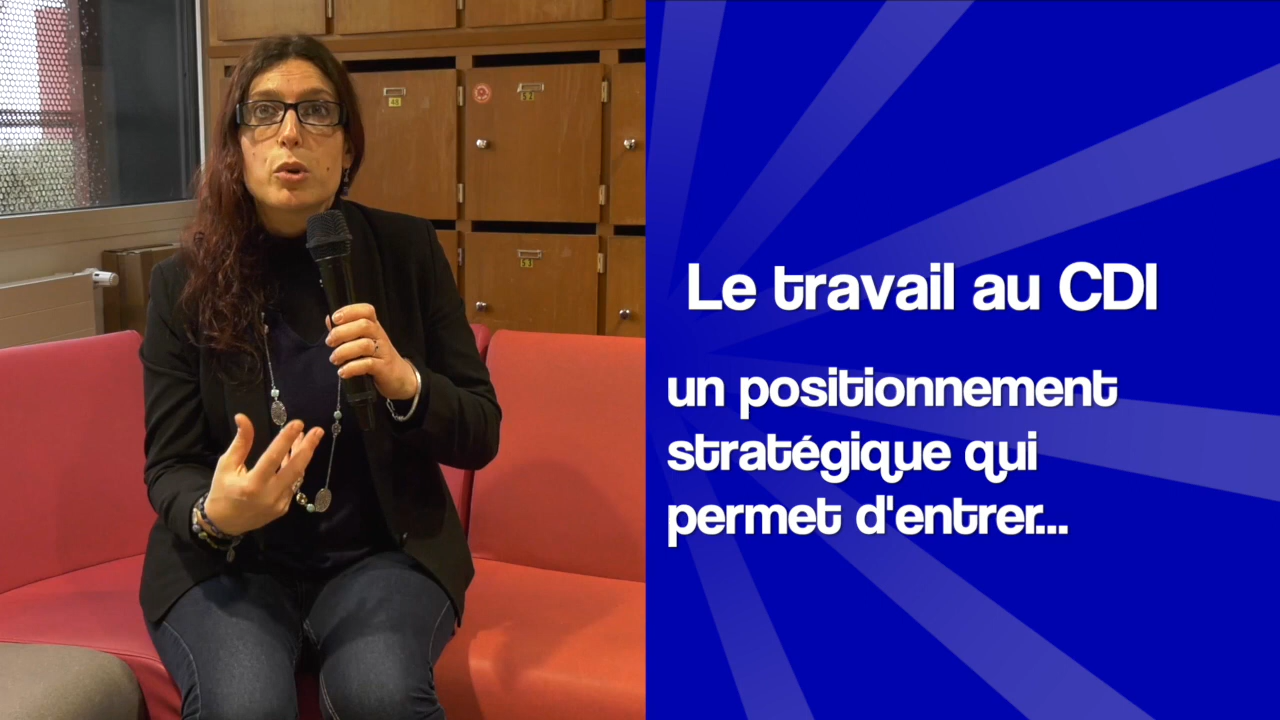 Le travail au CDI
un positionnement
stratégique qui
permet d'entrer...